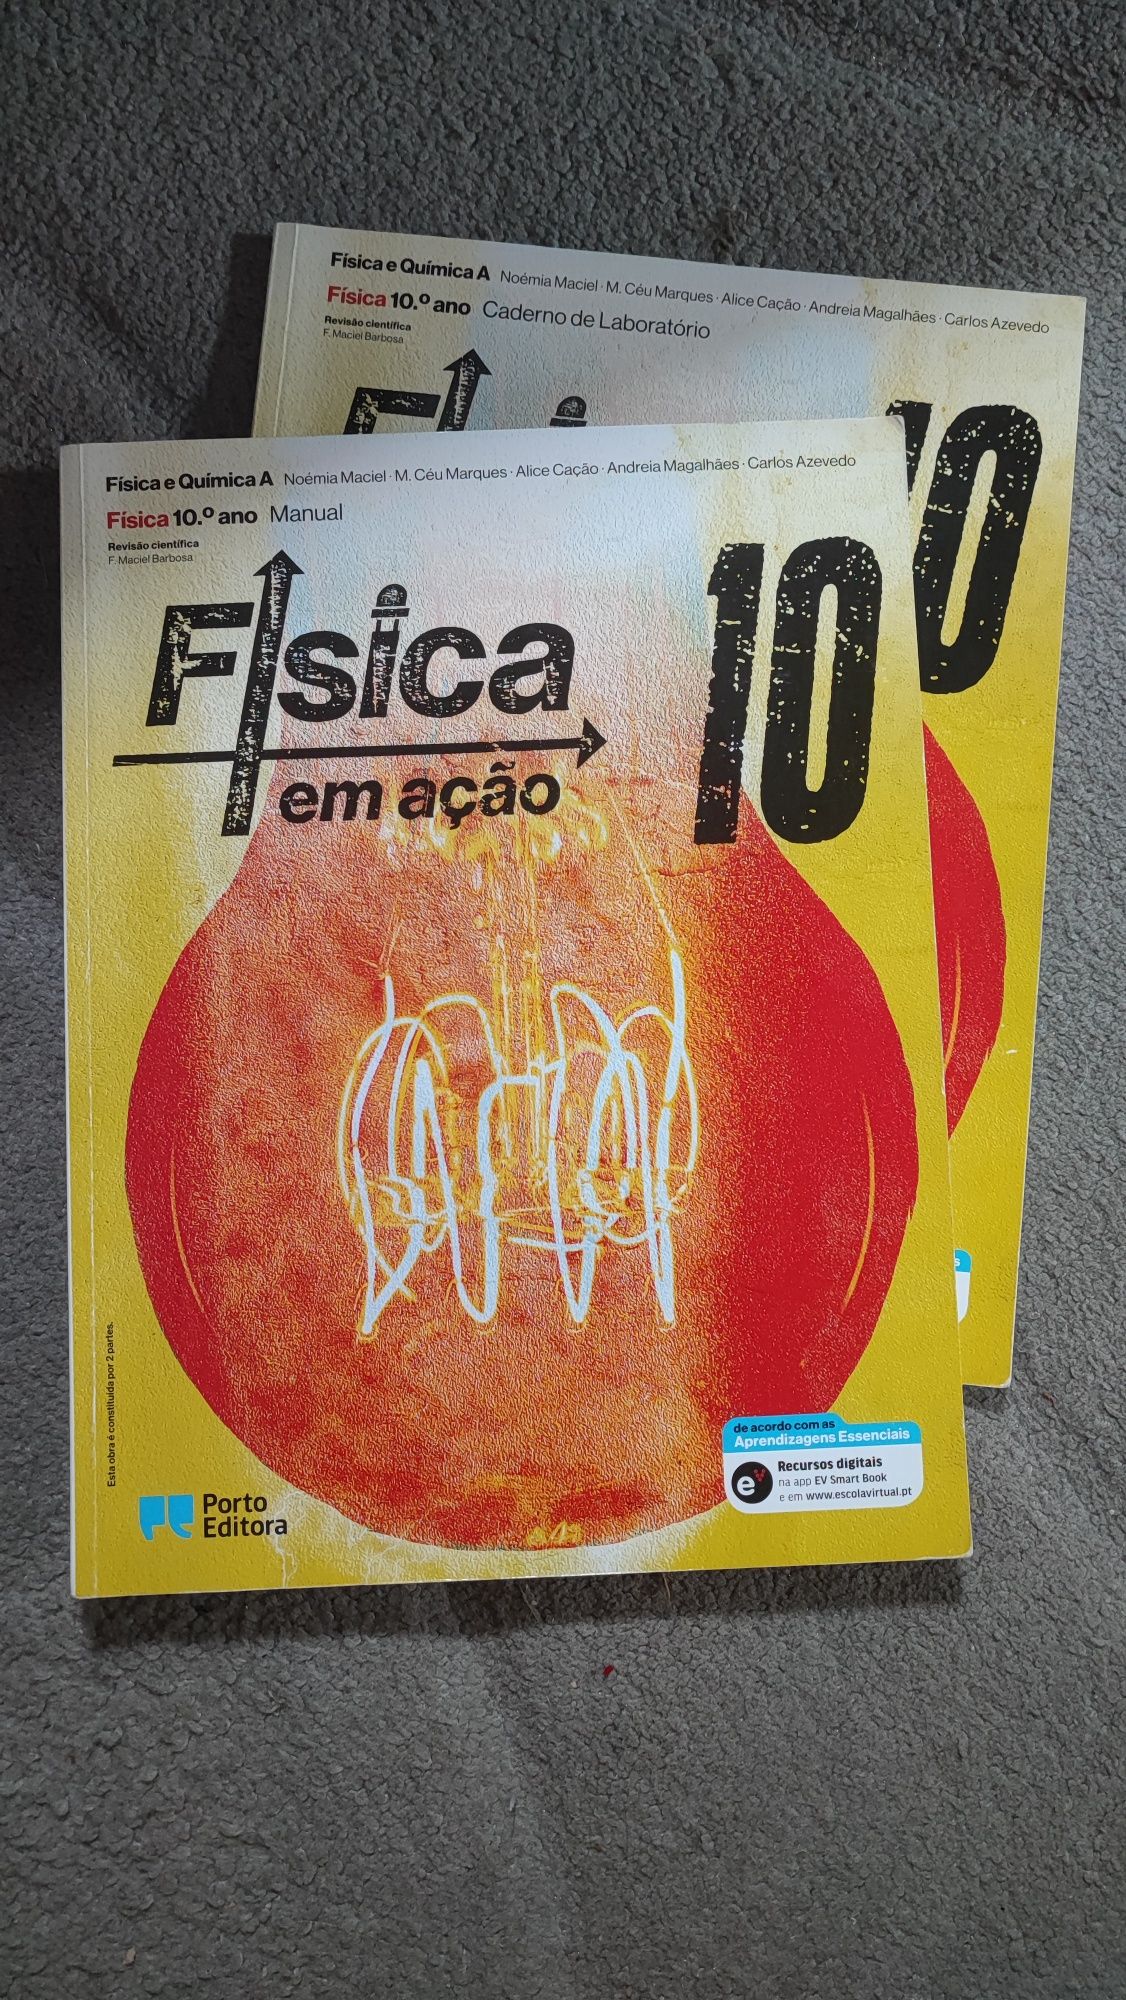 Física e Química A Noémia Maciel · M. Céu Marques · Alice Cação · Andreia Magalhães · Carlos Azevedo
Física 10.º ano Caderno de Laboratório
Revisão científica
F. Maciel Barbosa
10
Física e Química A Noémia Maciel · M. Céu Marques · Alice Cação · Andreia Magalhães · Carlos Azevedo
Física 10.º ano Manual
Revisão científica
F. Maciel Barbosa
Física
em ação
10
Esta obra é constituída por 2 partes.
Porto
Editora
de acordo com as
Aprendizagens Essenciais
Recursos digitais
na app EV Smart Book
e em www.escolavirtual.pt